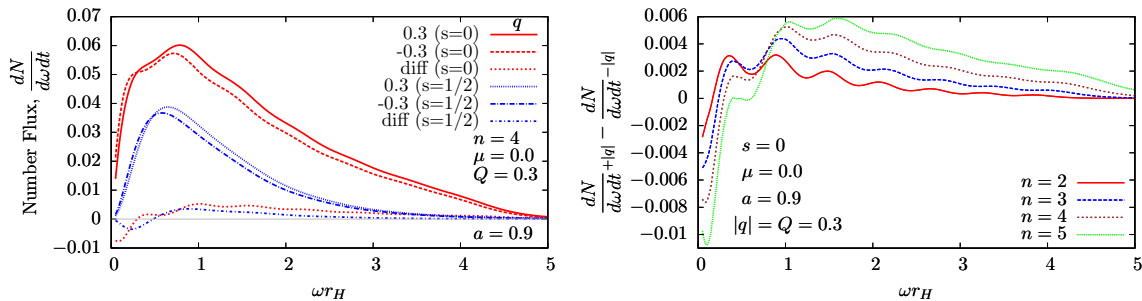 Number Flux, dN/dωdt
0.07
0.06
0.05
0.04
0.03
0.02
0.01
0
−0.01
q
0.3 (s=0)
-0.3 (s=0)
diff (s=0)
0.3 (s=1/2)
-0.3 (s=1/2)
diff (s=1/2)
n = 4
μ = 0.0
Q = 0.3
a = 0.9
0 1 2 3 4 5
ωr_H
dN/dωdt^{+|q|} − dN/dωdt^{−|q|}
0.006
0.004
0.002
0
−0.002
−0.004
−0.006
−0.008
−0.01
s = 0
μ = 0.0
a = 0.9
|q| = Q = 0.3
n = 2
n = 3
n = 4
n = 5
0 1 2 3 4 5
ωr_H